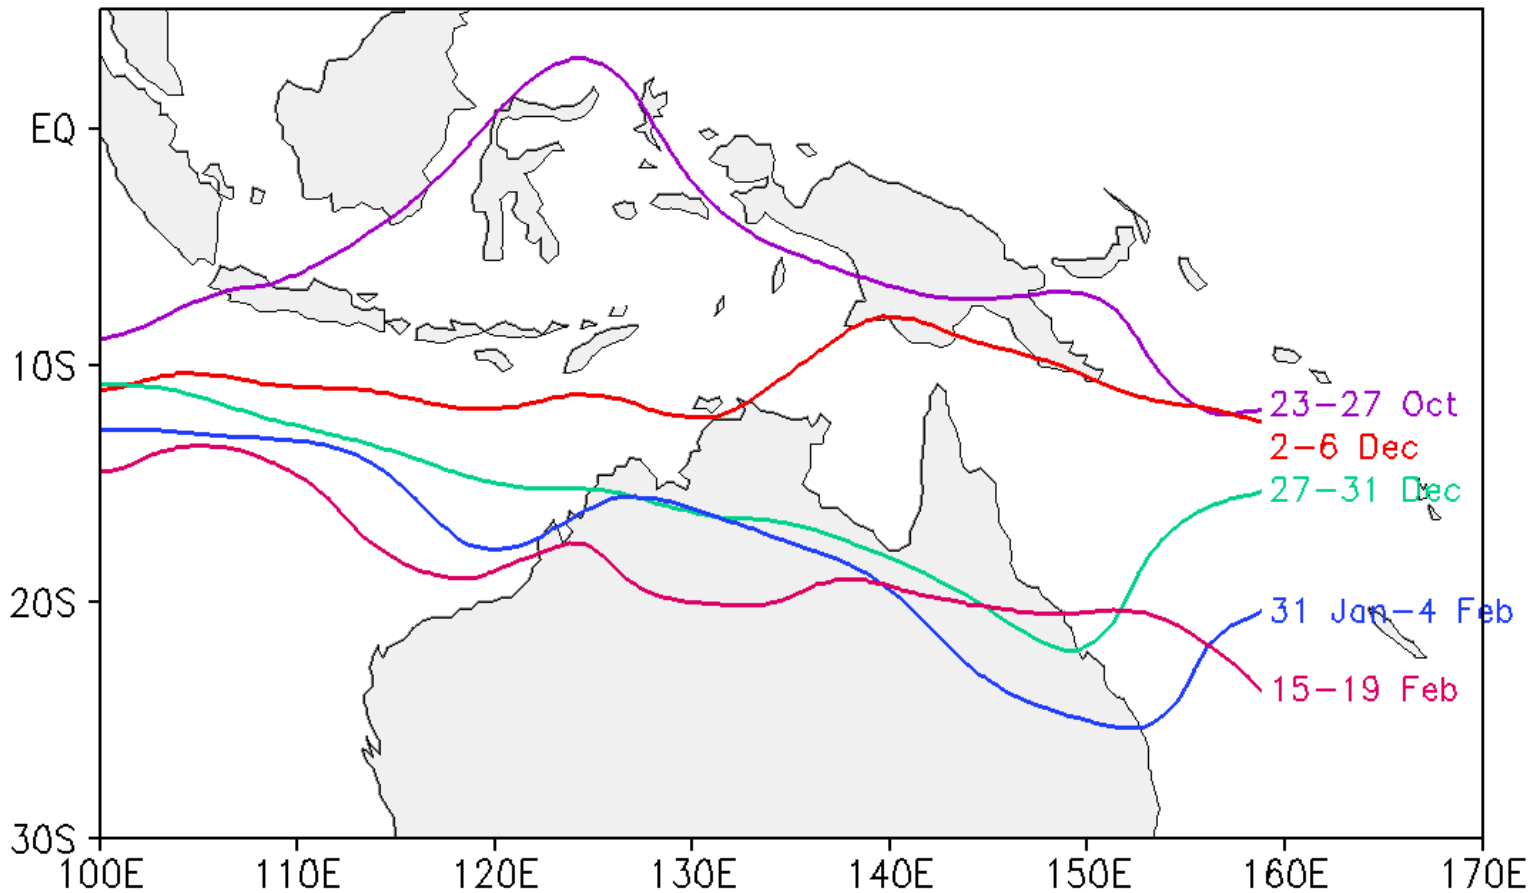 EQ
10S
20S
30S
23-27 Oct
2-6 Dec
27-31 Dec
31 Jan-4 Feb
15-19 Feb
100E 110E 120E 130E 140E 150E 160E 170E